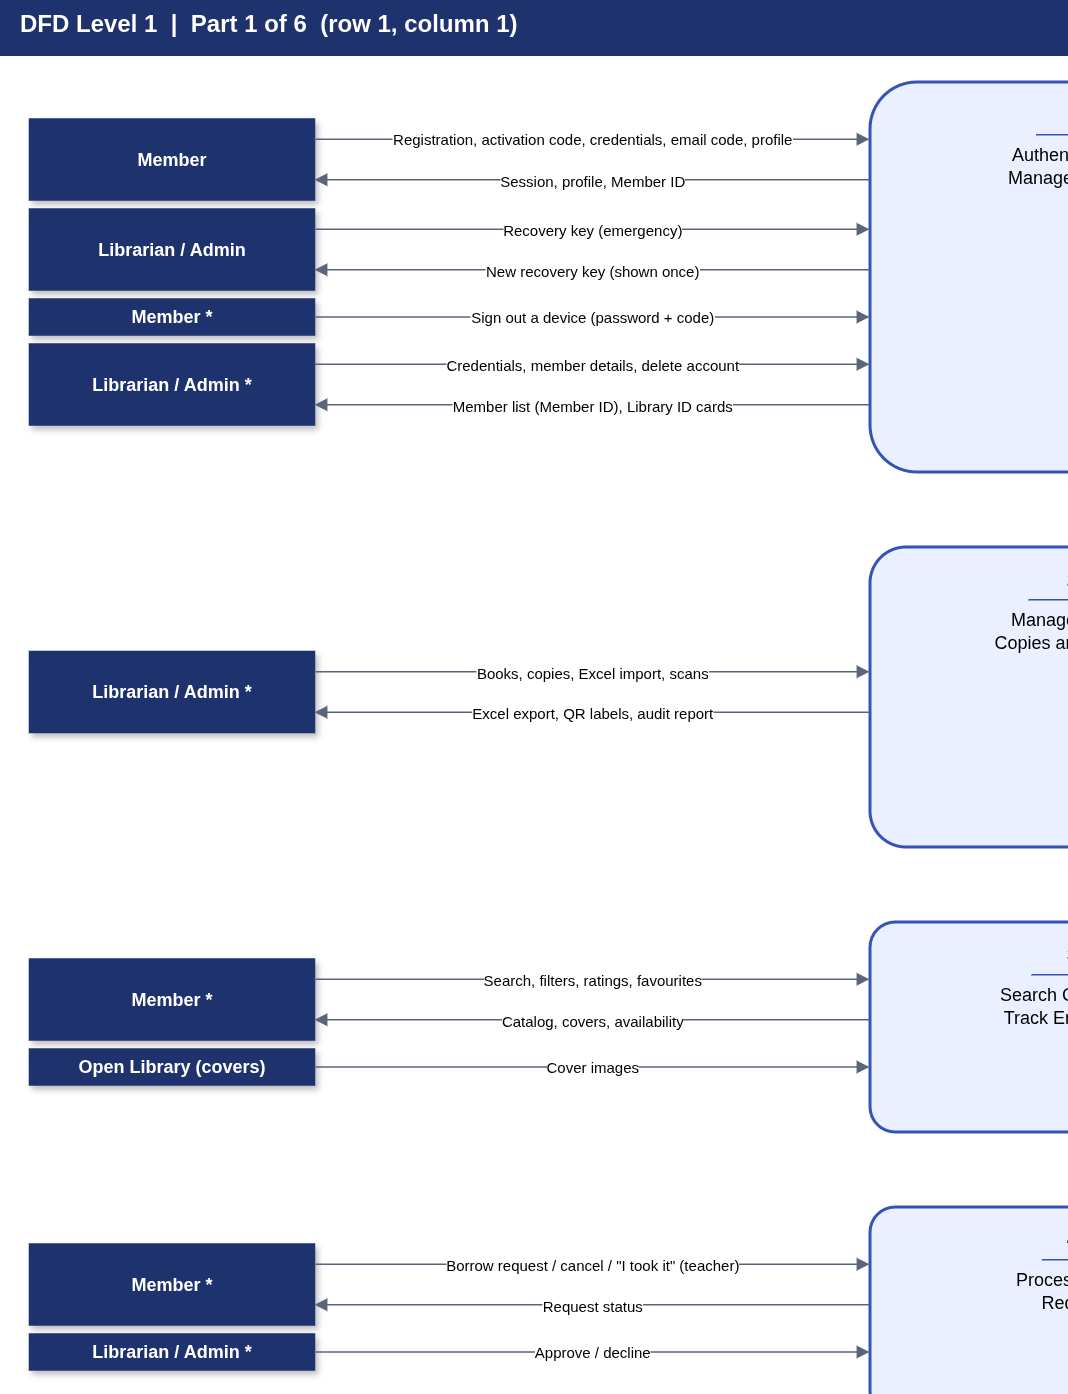 DFD Level 1 | Part 1 of 6 (row 1, column 1)
Member
Registration, activation code, credentials, email code, profile
Session, profile, Member ID
Librarian / Admin
Recovery key (emergency)
New recovery key (shown once)
Member *
Sign out a device (password + code)
Librarian / Admin *
Credentials, member details, delete account
Member list (Member ID), Library ID cards
Librarian / Admin *
Books, copies, Excel import, scans
Excel export, QR labels, audit report
Copies
Member *
Search, filters, ratings, favourites
Catalog, covers, availability
Open Library (covers)
Cover images
Search
Track
Member *
Borrow request / cancel / "I took it" (teacher)
Request status
Librarian / Admin *
Approve / decline